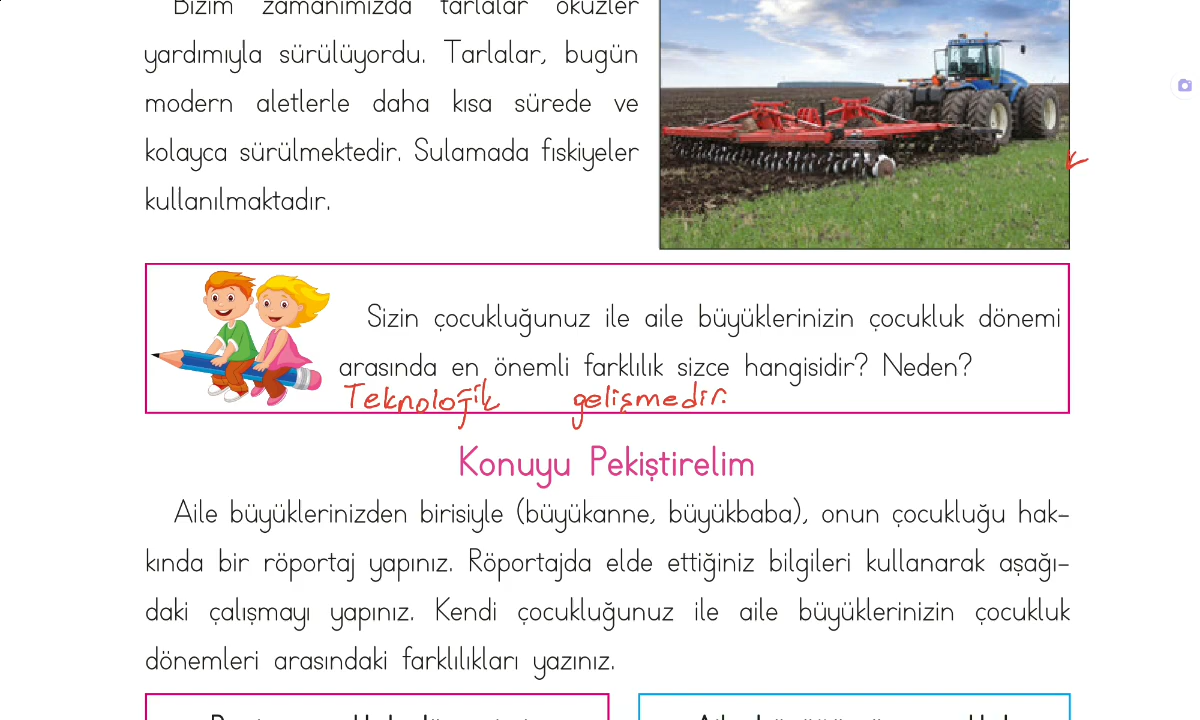 Bizim zamanımızda tarlalar öküzler
yardımıyla sürülüyordu. Tarlalar, bugün
modern aletlerle daha kısa sürede ve
kolayca sürülmektedir. Sulamada fıskiyeler
kullanılmaktadır.
Sizin çocukluğunuz ile aile büyüklerinizin çocukluk dönemi
arasında en önemli farklılık sizce hangisidir? Neden?
Teknolojik gelişmedir.
Konuyu Pekiştirelim
Aile büyüklerinizden birisiyle (büyükanne, büyükbaba), onun çocukluğu hak-
kında bir röportaj yapınız. Röportajda elde ettiğiniz bilgileri kullanarak aşağı-
daki çalışmayı yapınız. Kendi çocukluğunuz ile aile büyüklerinizin çocukluk
dönemleri arasındaki farklılıkları yazınız.